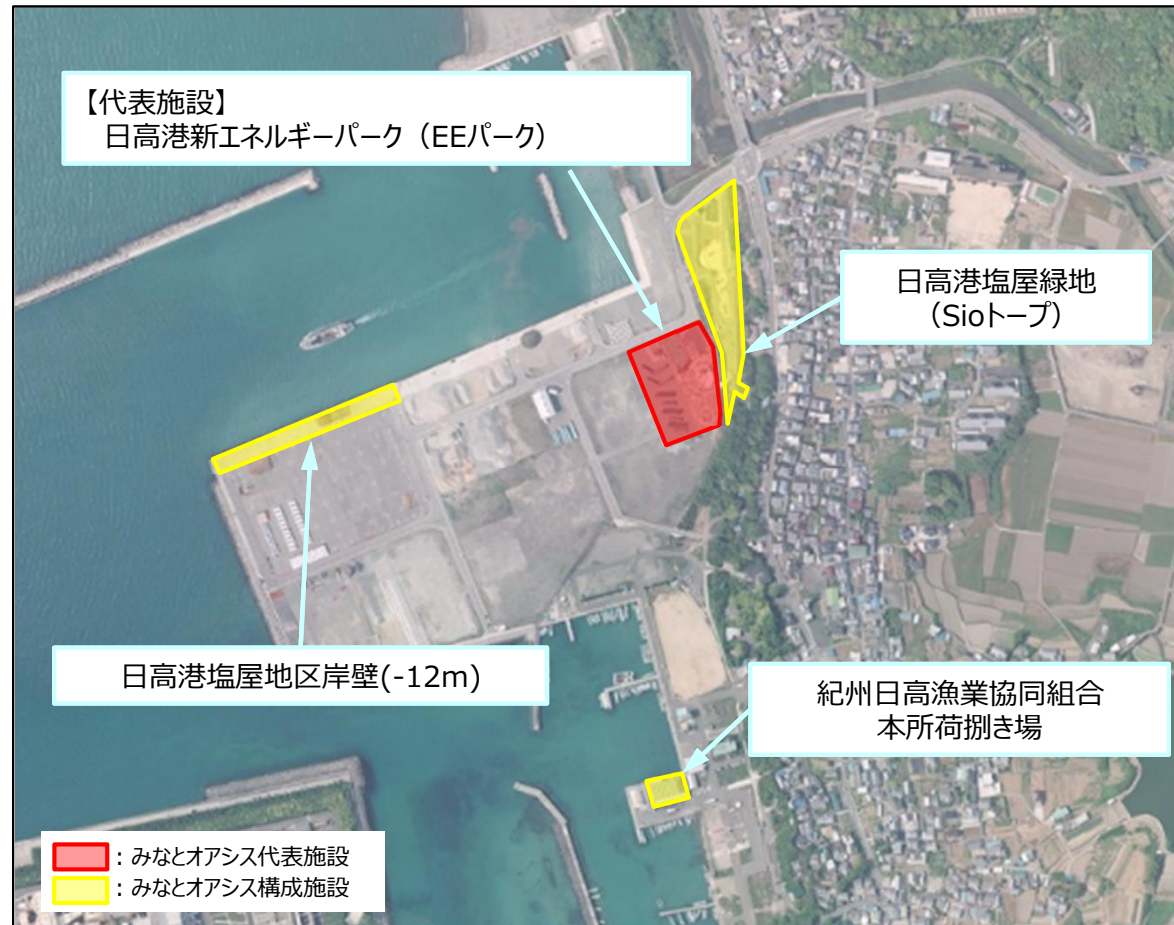 【代表施設】
日高港新エネルギーパーク（EEパーク）
日高港塩屋緑地
（Sioトープ）
日高港塩屋地区岸壁(-12m)
紀州日高漁業協同組合
本所荷捌き場
：みなとオアシス代表施設
：みなとオアシス構成施設